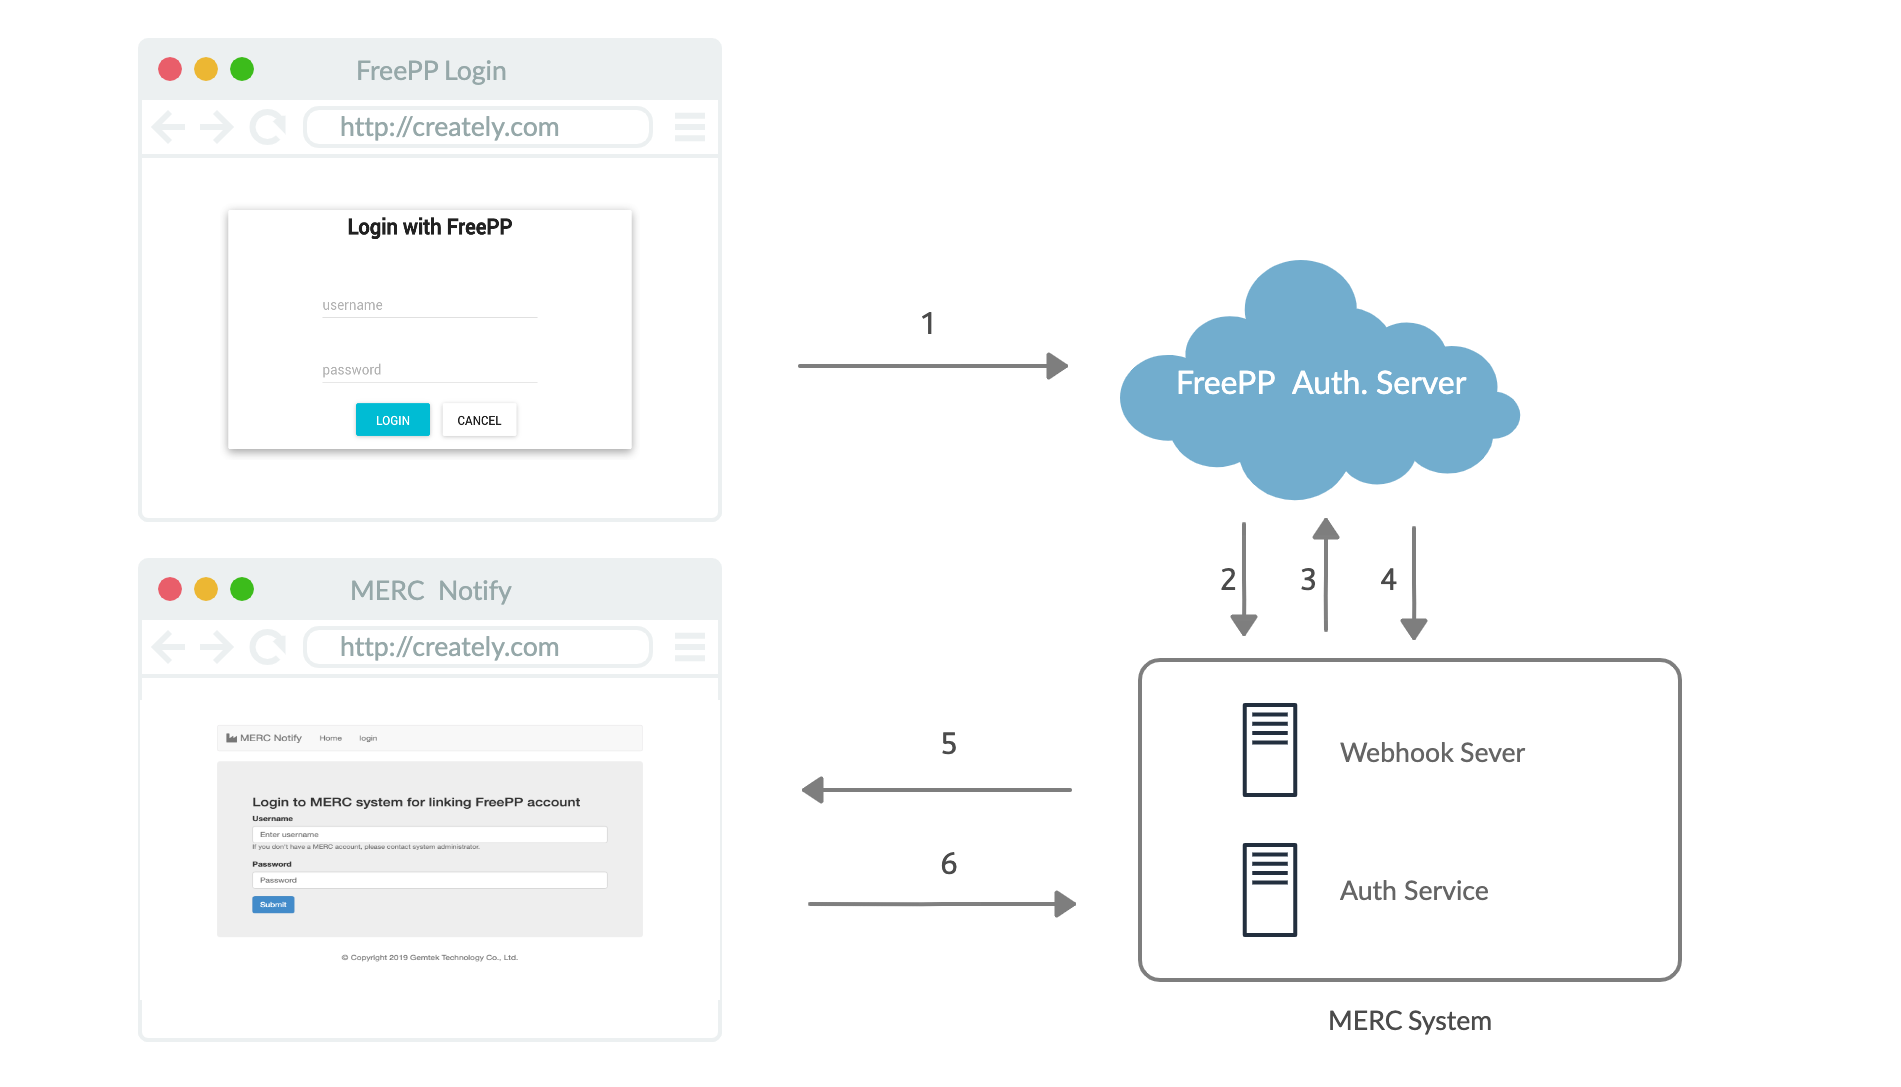 FreePP Login
http://creately.com
Login with FreePP
username
password
LOGIN CANCEL
1
FreePP Auth. Server
2 3 4
MERC Notify
http://creately.com
MERC Notify Home login
Login to MERC system for linking FreePP account
Username
Enter username
If you don't have a MERC account, please contact system administrator.
Password
Password
Submit
© Copyright 2019 Gemtek Technology Co., Ltd.
5
6
Webhook Sever
Auth Service
MERC System